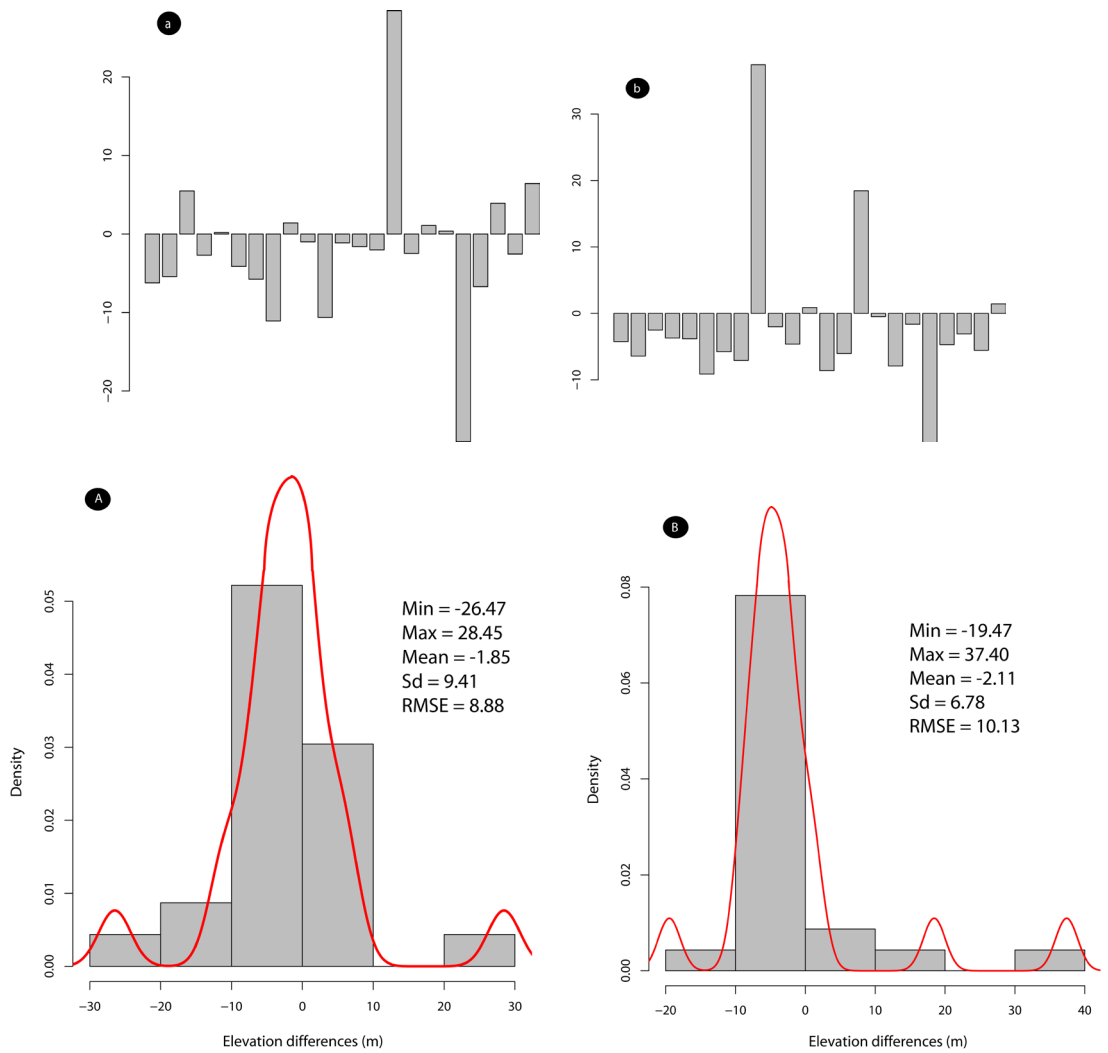 a
20
10
0
−10
−20
b
30
20
10
0
−10
A
Density
0.05
0.04
0.03
0.02
0.01
0.00
Min = -26.47
Max = 28.45
Mean = -1.85
Sd = 9.41
RMSE = 8.88
−30 −20 −10 0 10 20 30
Elevation differences (m)
B
Density
0.08
0.06
0.04
0.02
0.00
Min = -19.47
Max = 37.40
Mean = -2.11
Sd = 6.78
RMSE = 10.13
−20 −10 0 10 20 30 40
Elevation differences (m)